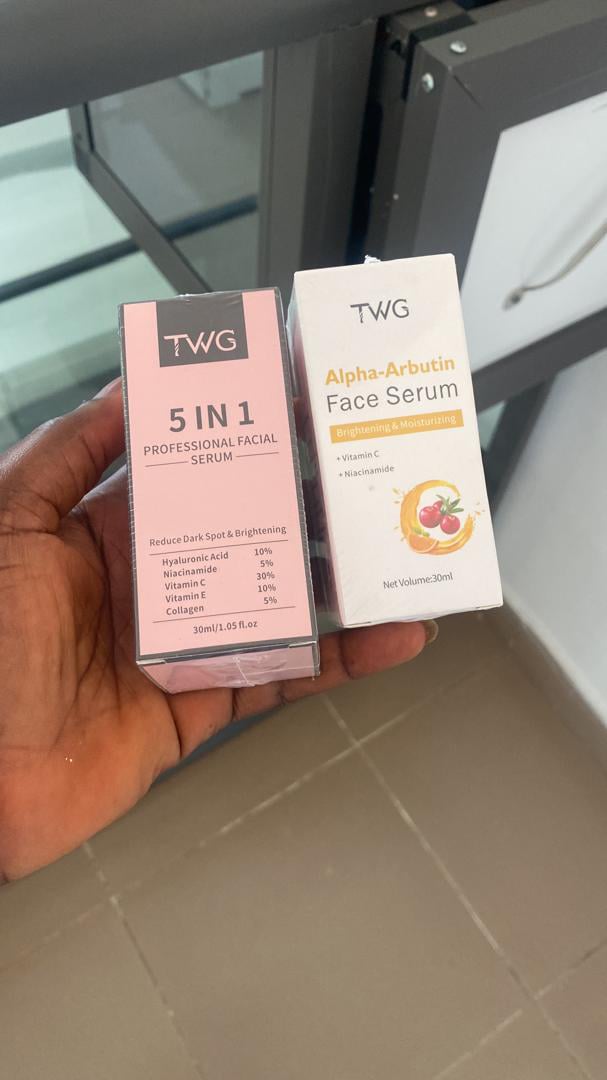 TWG
5 IN 1
PROFESSIONAL FACIAL
SERUM
Reduce Dark Spot & Brightening
Hyaluronic Acid 10%
Niacinamide 5%
Vitamin C 30%
Vitamin E 10%
Collagen 5%
30ml/1.05 fl.oz
TWG
Alpha-Arbutin
Face Serum
Brightening & Moisturizing
+ Vitamin C
+ Niacinamide
Net Volume:30ml